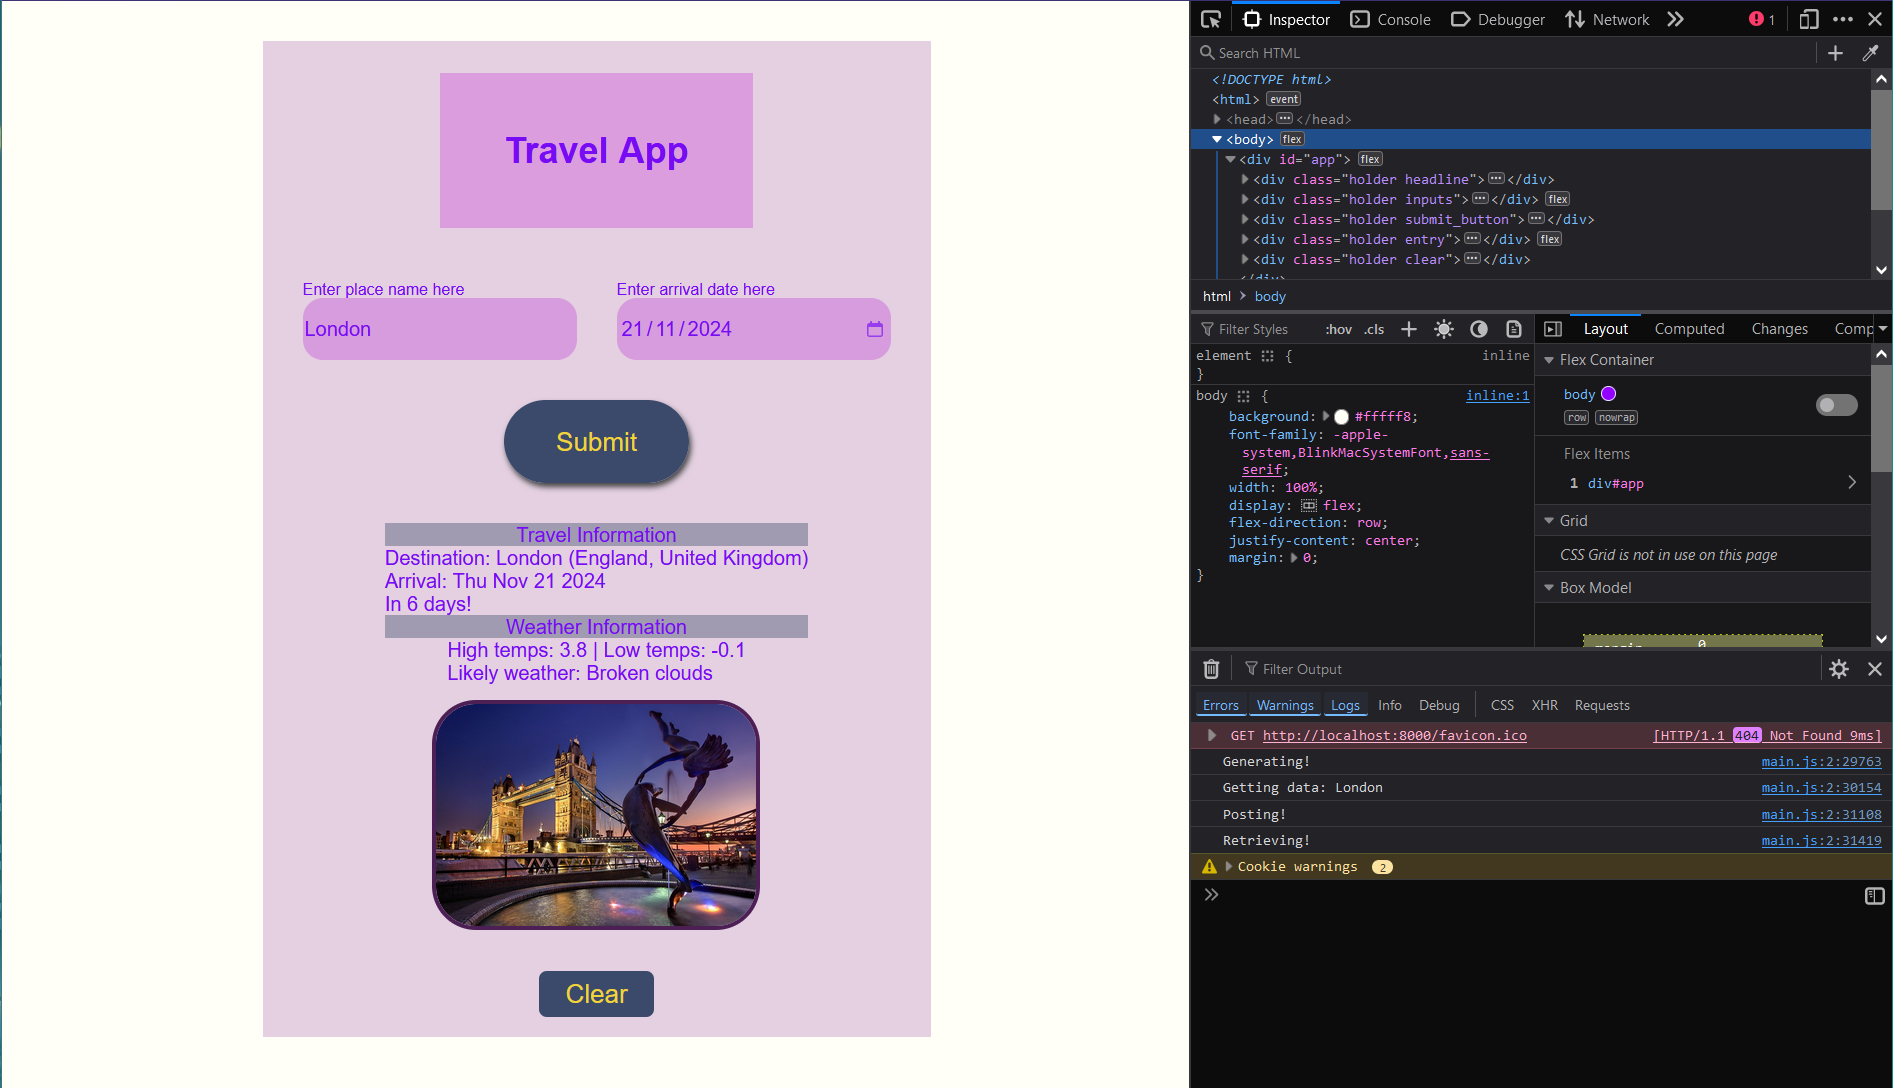 Travel App
Enter place name here
Enter arrival date here
London
21/11/2024
Submit
Travel Information
Destination: London (England, United Kingdom)
Arrival: Thu Nov 21 2024
In 6 days!
Weather Information
High temps: 3.8 | Low temps: -0.1
Likely weather: Broken clouds
Clear
Inspector Console Debugger Network 1
Search HTML
<!DOCTYPE html>
<html> event
<head> ··· </head>
<body> flex
<div id="app"> flex
<div class="holder headline"> ··· </div>
<div class="holder inputs"> ··· </div> flex
<div class="holder submit_button"> ··· </div>
<div class="holder entry"> ··· </div> flex
<div class="holder clear"> ··· </div>
</div>
html > body
Filter Styles :hov .cls +
element { inline
}
body { inline:1
background: #fffff8;
font-family: -apple-
system,BlinkMacSystemFont,sans-
serif;
width: 100%;
display: flex;
flex-direction: row;
justify-content: center;
margin: 0;
}
Layout Computed Changes Comp
Flex Container
body
row nowrap
Flex Items
1 div#app
Grid
CSS Grid is not in use on this page
Box Model
margin 0
Filter Output
Errors Warnings Logs Info Debug CSS XHR Requests
GET http://localhost:8000/favicon.ico [HTTP/1.1 404 Not Found 9ms]
Generating! main.js:2:29763
Getting data: London main.js:2:30154
Posting! main.js:2:31108
Retrieving! main.js:2:31419
Cookie warnings 2